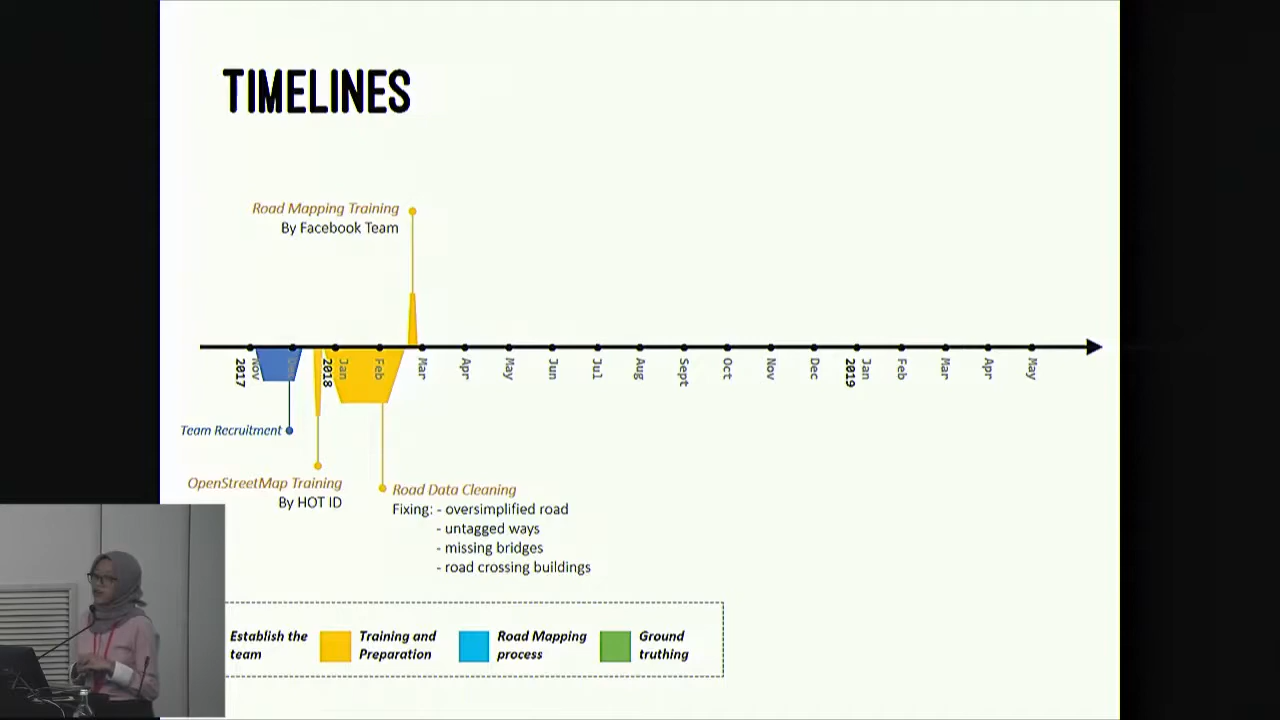 TIMELINES
Road Mapping Training
By Facebook Team
2017
Nov
Dec
2018
Jan
Feb
Mar
Apr
May
Jun
Jul
Aug
Sept
Oct
Nov
Dec
2019
Jan
Feb
Mar
Apr
May
Team Recruitment
OpenStreetMap Training
By HOT ID
Road Data Cleaning
Fixing: - oversimplified road
- untagged ways
- missing bridges
- road crossing buildings
Establish the
team
Training and
Preparation
Road Mapping
process
Ground
truthing